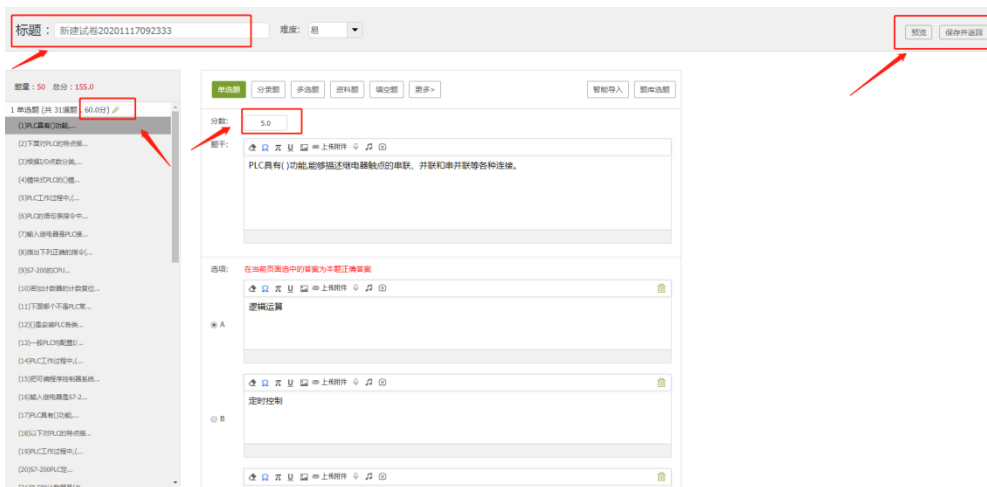 标题： 新建试卷20201117092333 难度： 易
预览 保存并返回
题量：50 总分：155.0
1 单选题 (共 31道题，60.0分)
(1)PLC具有()功能,...
(2)下面对PLC的特点描...
(3)根据I/O点数分类,...
(4)模块式PLC的()模...
(5)PLC工作过程中,(...
(6)PLC的语句表指令中...
(7)输入继电器是PLC接...
(8)指出下列正确的指令(...
(9)S7-200的CPU...
(10)若加计数器的计数复位...
(11)下面哪个不是PLC常...
(12)()是安装PLC各类...
(13)一般PLC均配置I/...
(14)PLC工作过程中,(...
(15)把可编程序控制器系统...
(16)输入继电器是S7-2...
(17)PLC具有()功能,...
(18)以下对PLC的特点描...
(19)PLC工作过程中,(...
(20)S7-200PLC定...
单选题 分录题 多选题 资料题 填空题 更多> 智能导入 题库选题
分数： 5.0
题干：
上传附件
PLC具有( )功能,能够描述继电器触点的串联、并联和串并联等各种连接。
选项： 在当前页面选中的答案为本题正确答案
上传附件
A 逻辑运算
上传附件
B 定时控制
上传附件